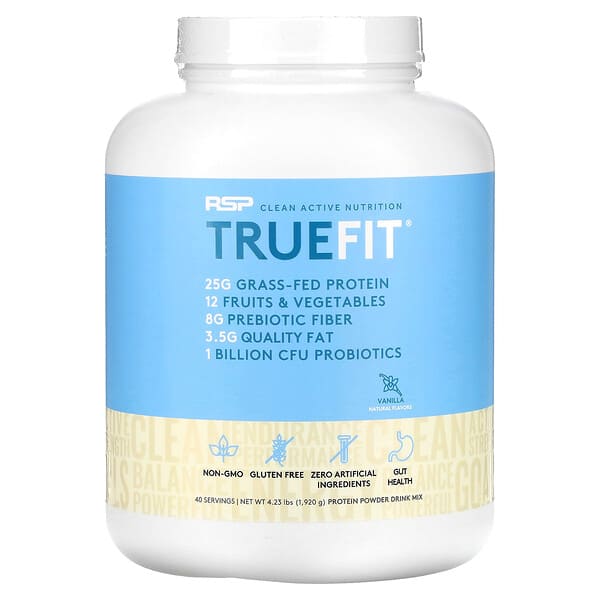 RSP CLEAN ACTIVE NUTRITION
TRUEFIT®
25G GRASS-FED PROTEIN
12 FRUITS & VEGETABLES
8G PREBIOTIC FIBER
3.5G QUALITY FAT
1 BILLION CFU PROBIOTICS
VANILLA
NATURAL FLAVORS
NON-GMO
GLUTEN FREE
ZERO ARTIFICIAL
INGREDIENTS
GUT
HEALTH
40 SERVINGS | NET WT 4.23 lbs (1,920 g) PROTEIN POWDER DRINK MIX